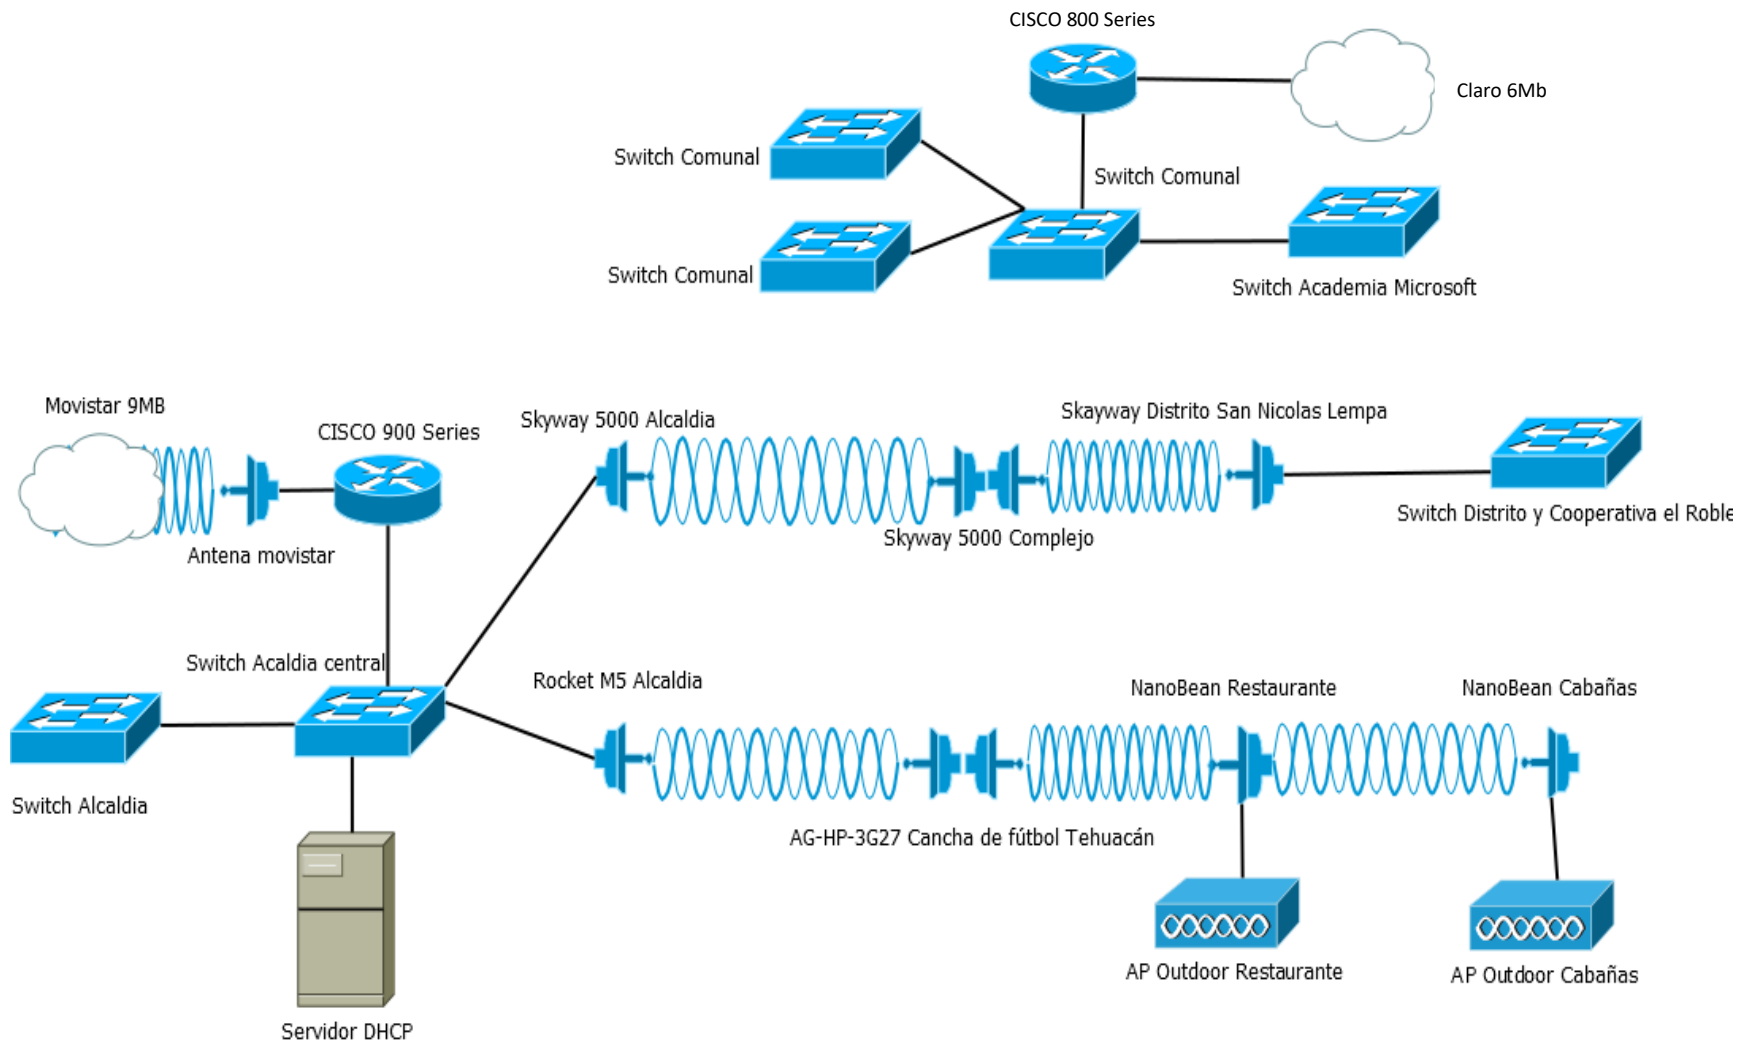 CISCO 800 Series
Claro 6Mb
Switch Comunal
Switch Comunal
Switch Comunal
Switch Academia Microsoft
Movistar 9MB
CISCO 900 Series
Skyway 5000 Alcaldia
Skayway Distrito San Nicolas Lempa
Antena movistar
Skyway 5000 Complejo
Switch Distrito y Cooperativa el Roble
Switch Acaldia central
Rocket M5 Alcaldia
NanoBean Restaurante
NanoBean Cabañas
Switch Alcaldia
AG-HP-3G27 Cancha de fútbol Tehuacán
AP Outdoor Restaurante
AP Outdoor Cabañas
Servidor DHCP